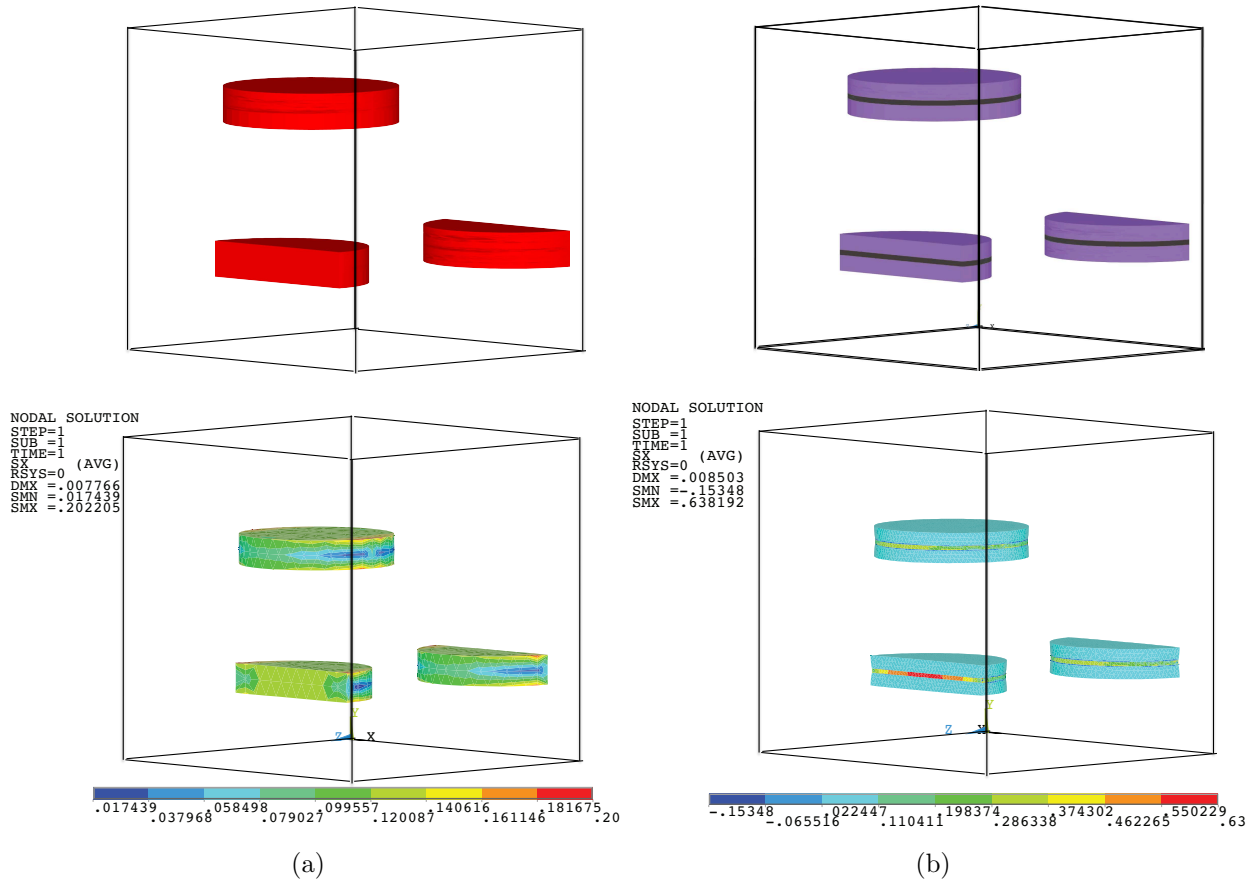 x
NODAL SOLUTION
STEP=1
SUB =1
TIME=1
SX (AVG)
RSYS=0
DMX =.007766
SMN =.017439
SMX =.202205
Y
Z X
.017439 .058498 .099557 .140616 .181675
.037968 .079027 .120087 .161146 .20
(a)
NODAL SOLUTION
STEP=1
SUB =1
TIME=1
SX (AVG)
RSYS=0
DMX =.008503
SMN =-.15348
SMX =.638192
Y
Z X
-.15348 .022447 .198374 .374302 .550229
-.065516 .110411 .286338 .462265 .63
(b)